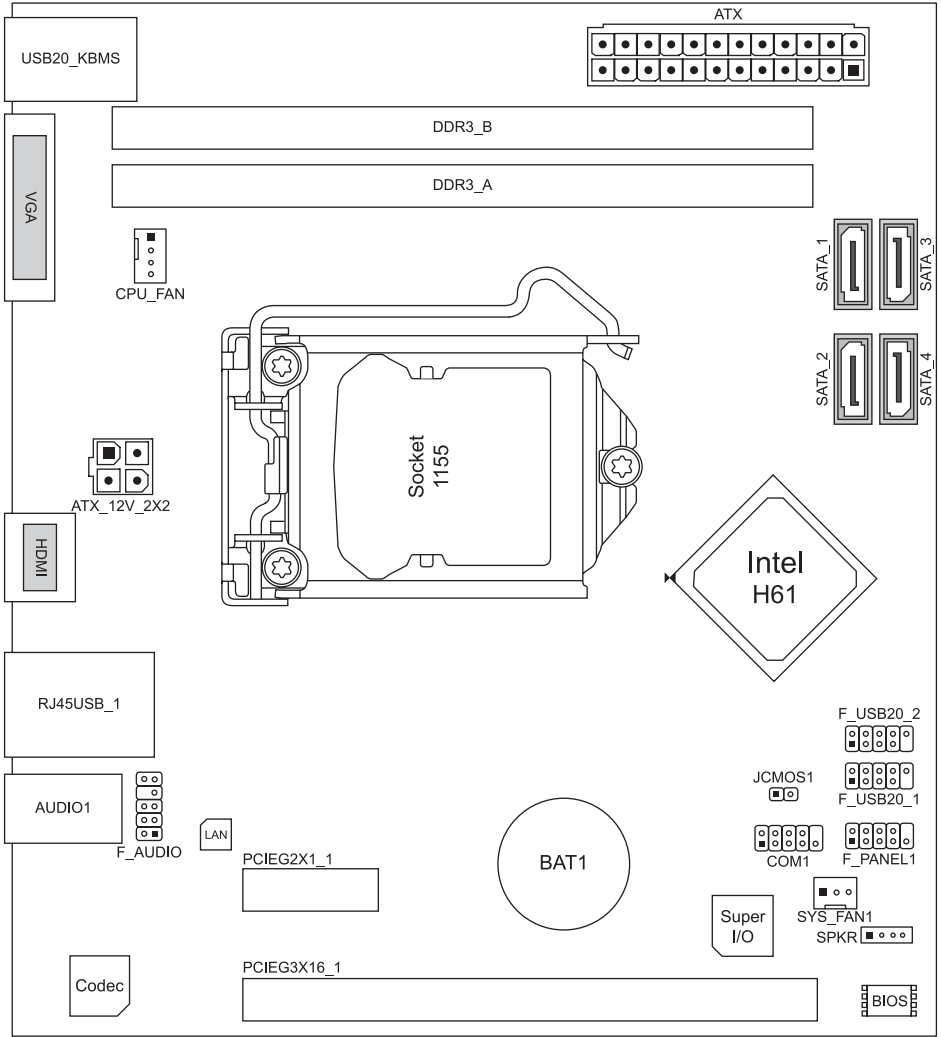 ATX
USB20_KBMS
DDR3_B
DDR3_A
VGA
CPU_FAN
SATA_1
SATA_3
SATA_2
SATA_4
Socket
1155
ATX_12V_2X2
HDMI
Intel
H61
RJ45USB_1
F_USB20_2
JCMOS1
F_USB20_1
AUDIO1
F_AUDIO
LAN
PCIEG2X1_1
BAT1
COM1
F_PANEL1
SYS_FAN1
Super
I/O
SPKR
Codec
PCIEG3X16_1
BIOS